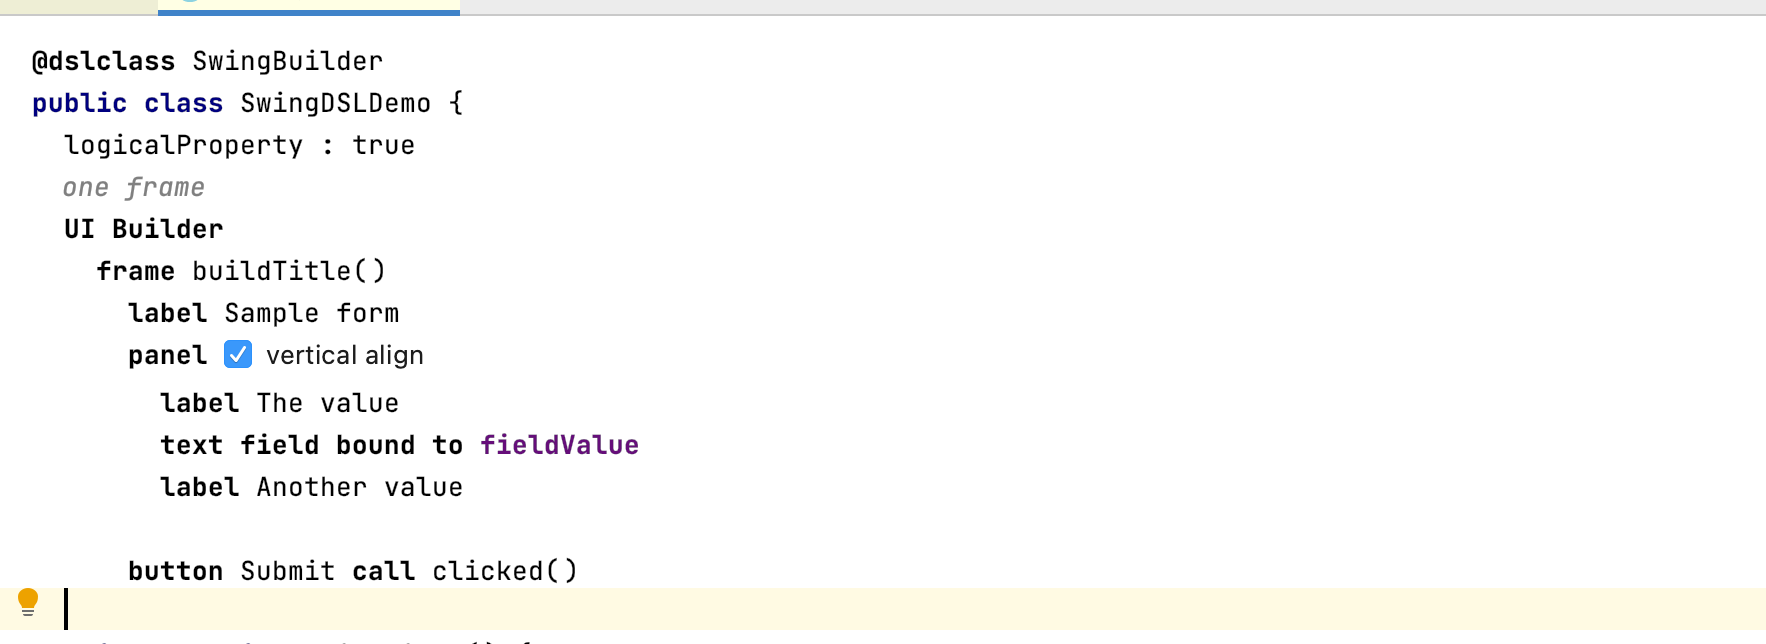 @dslclass SwingBuilder
public class SwingDSLDemo {
logicalProperty : true
one frame
UI Builder
frame buildTitle()
label Sample form
panel vertical align
label The value
text field bound to fieldValue
label Another value
button Submit call clicked()